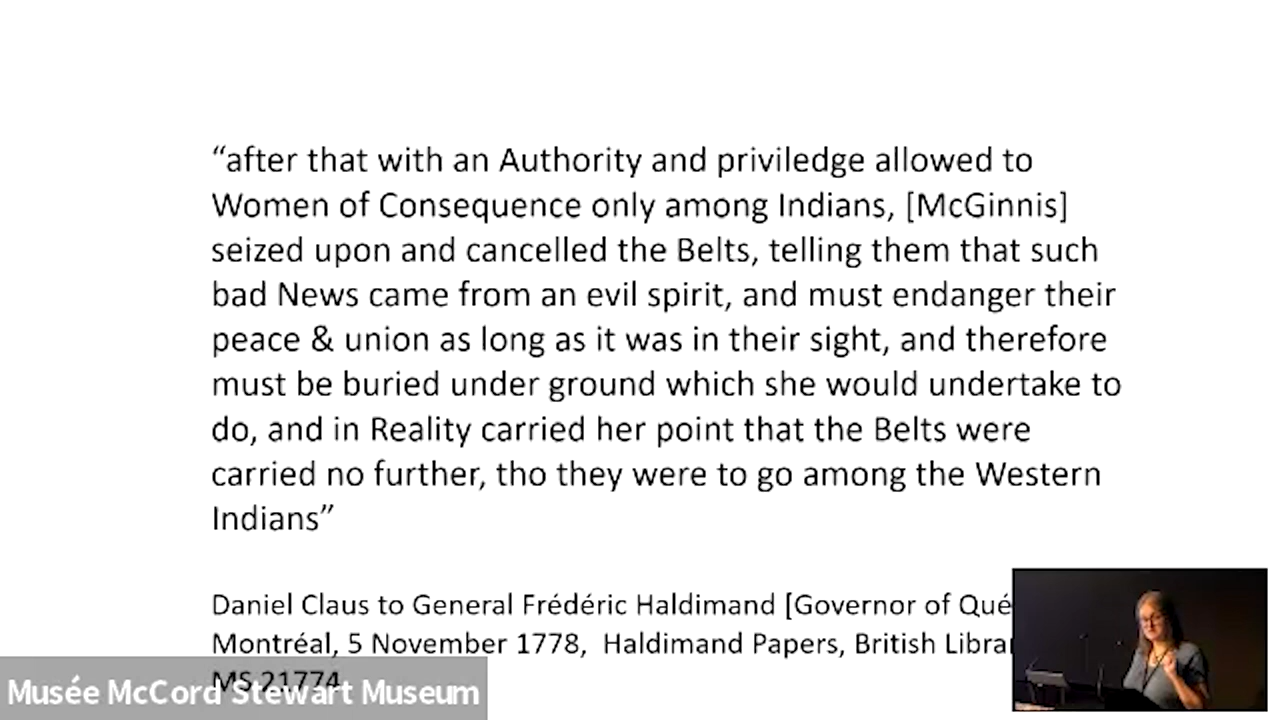 “after that with an Authority and priviledge allowed to
Women of Consequence only among Indians, [McGinnis]
seized upon and cancelled the Belts, telling them that such
bad News came from an evil spirit, and must endanger their
peace & union as long as it was in their sight, and therefore
must be buried under ground which she would undertake to
do, and in Reality carried her point that the Belts were
carried no further, tho they were to go among the Western
Indians”
Daniel Claus to General Frédéric Haldimand [Governor of
Montréal, 5 November 1778, Haldimand Papers, British
MS 21774
Musée McCord Stewart Museum